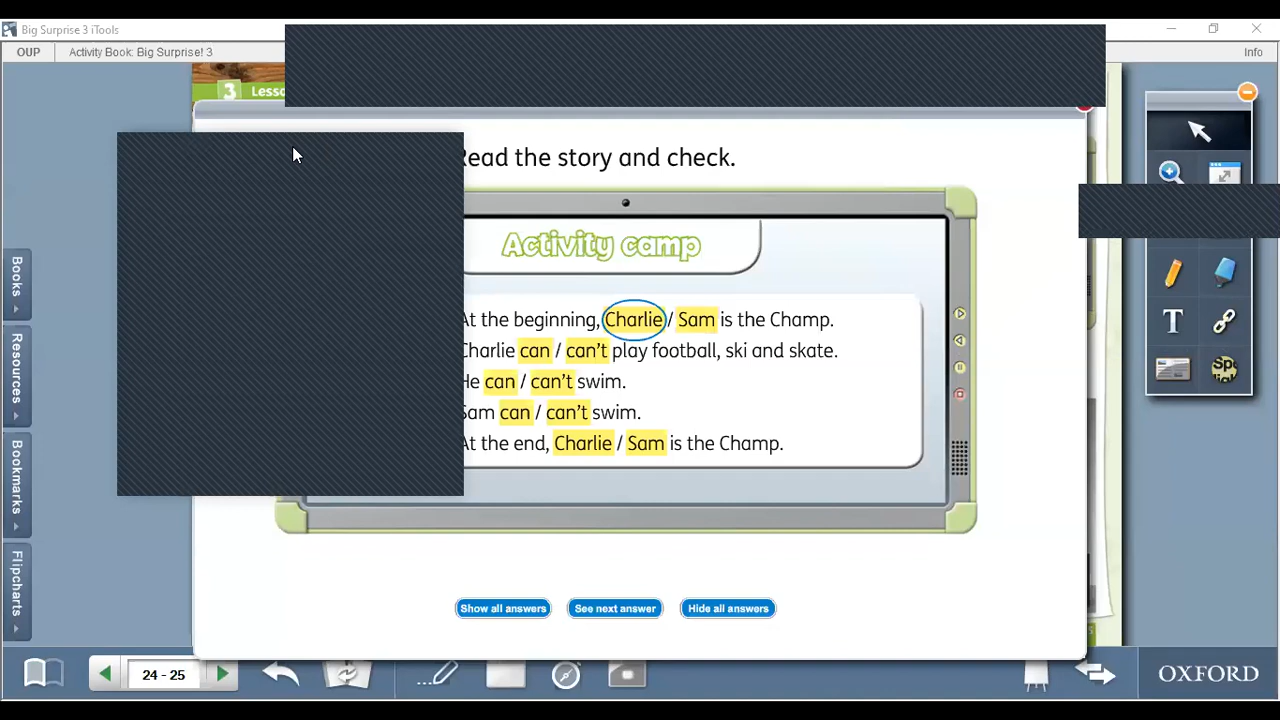 Big Surprise 3 iTools
OUP Activity Book: Big Surprise! 3 Info
3 Lesso
Read the story and check.
Activity camp
At the beginning, Charlie / Sam is the Champ.
Charlie can / can't play football, ski and skate.
He can / can't swim.
Sam can / can't swim.
At the end, Charlie / Sam is the Champ.
Show all answers See next answer Hide all answers
Books
Resources
Bookmarks
Flipcharts
T
24 - 25
OXFORD